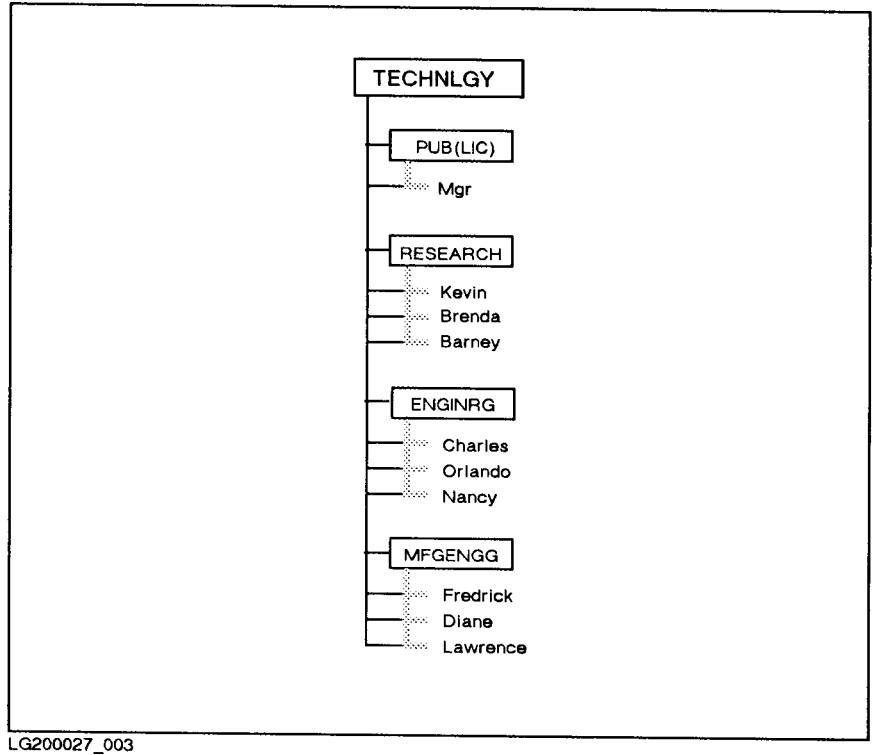 TECHNLGY
PUB(LIC)
Mgr
RESEARCH
Kevin
Brenda
Barney
ENGINRG
Charles
Orlando
Nancy
MFGENGG
Fredrick
Diane
Lawrence
LG200027_003